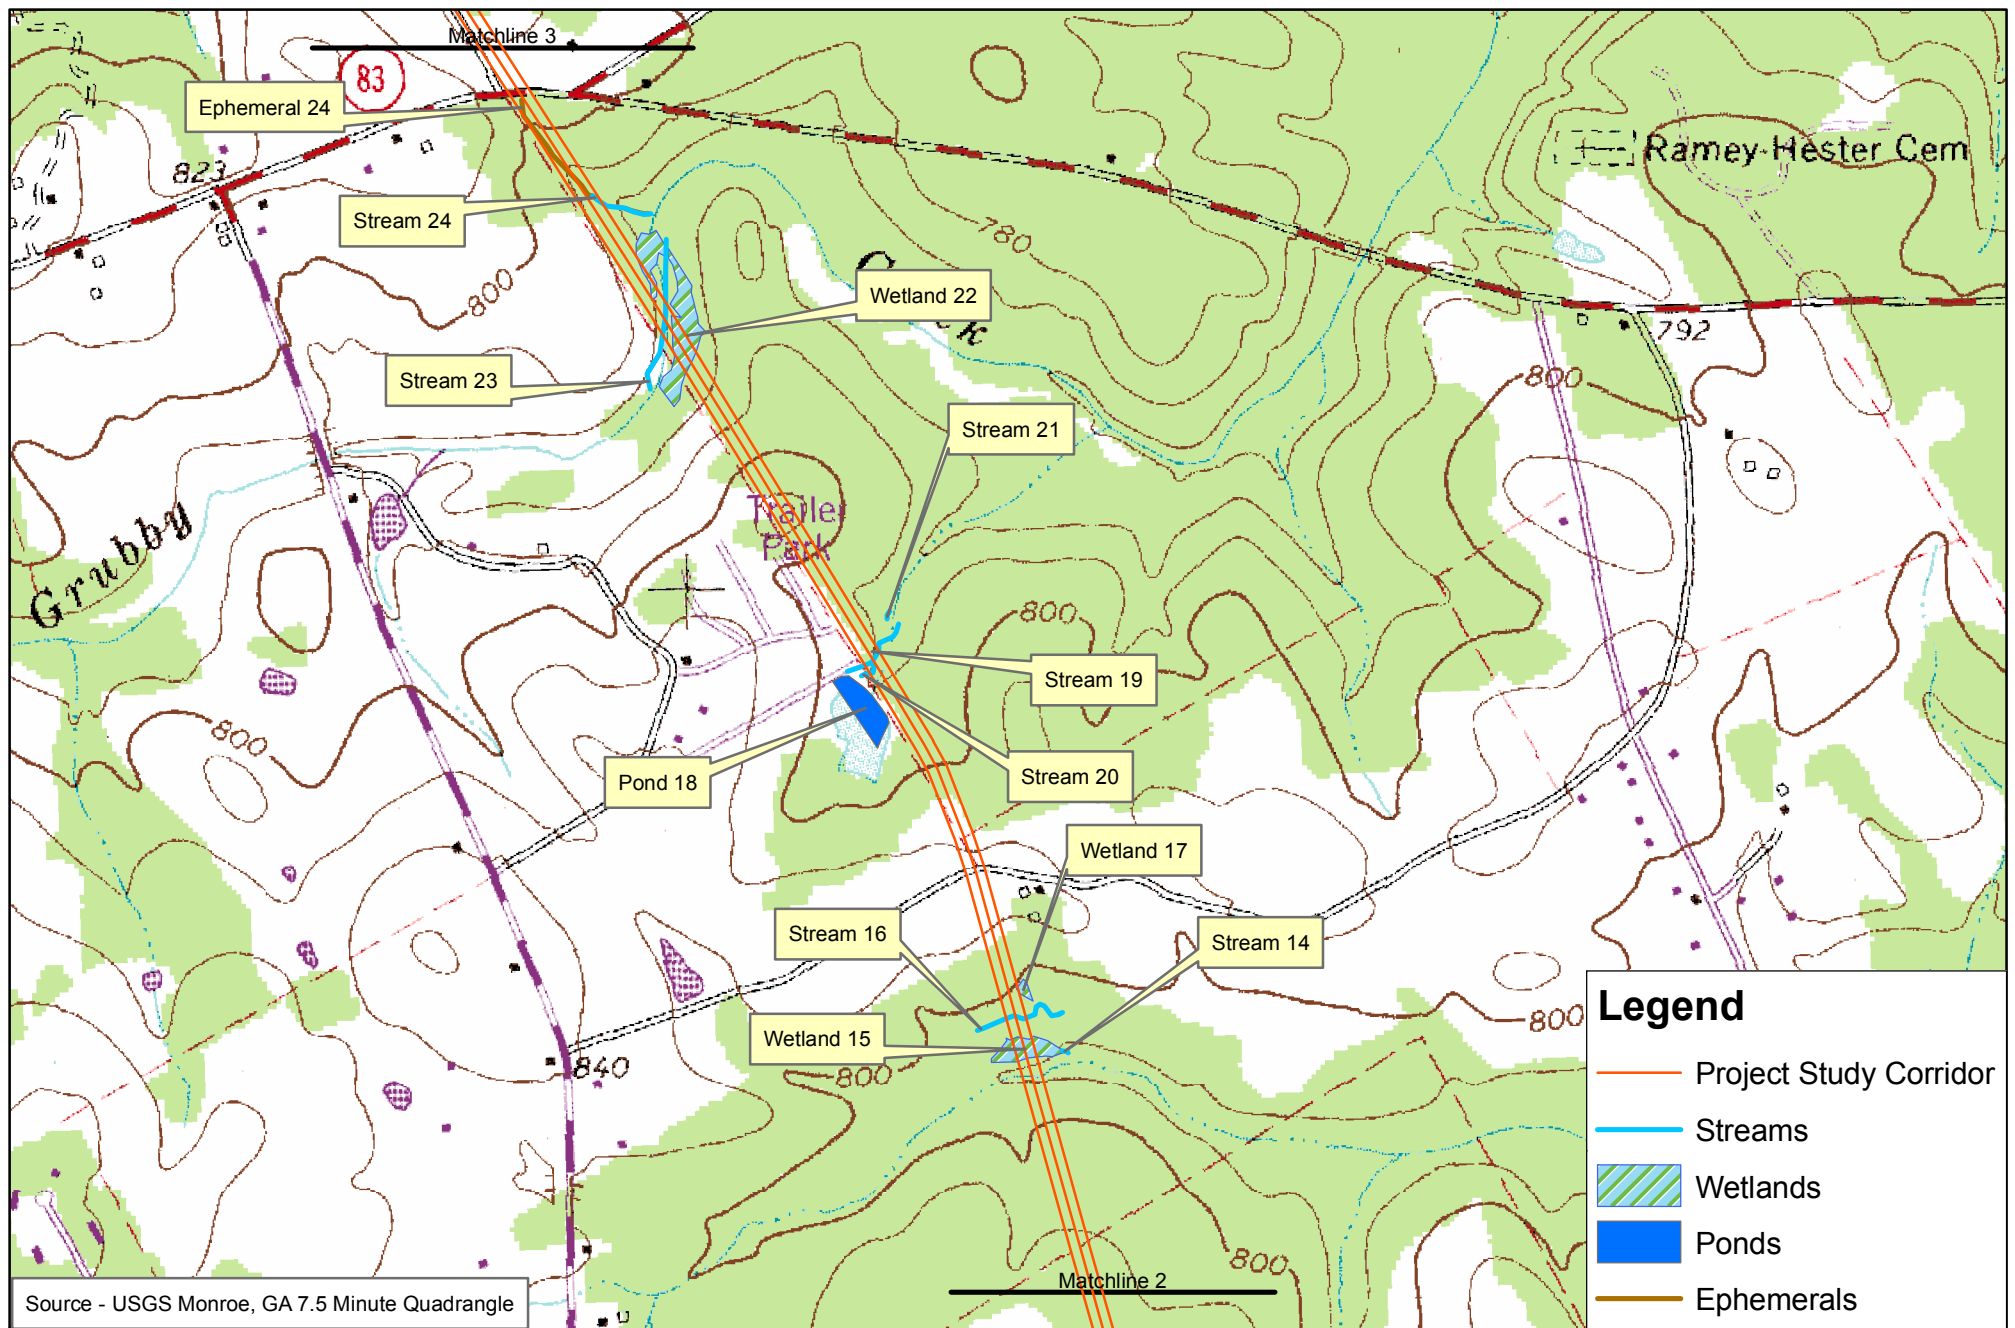 Matchline 3
83
Ephemeral 24
Ramey-Hester Cem
823
Stream 24
780
Creek
800
Wetland 22
792
Stream 23
800
Stream 21
Trailer
Park
Grubby
800
Stream 19
800
Pond 18
Stream 20
Wetland 17
Stream 16
Stream 14
Wetland 15
800
800
840
800
Matchline 2
Legend
Project Study Corridor
Streams
Wetlands
Ponds
Ephemerals
Source - USGS Monroe, GA 7.5 Minute Quadrangle